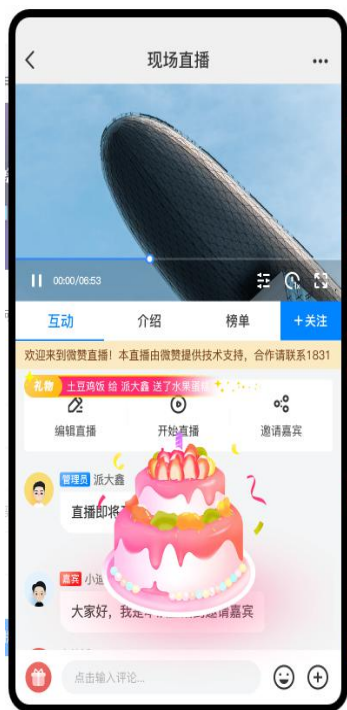 现场直播
00:00/06:53
1x
互动 介绍 榜单 +关注
欢迎来到微赞直播！本直播由微赞提供技术支持，合作请联系1831
礼物 土豆鸡饭 给 派大鑫 送了水果蛋糕
编辑直播 开始直播 邀请嘉宾
管理员 派大鑫
直播即将
嘉宾 小迪
大家好，我是
邀请嘉宾
点击输入评论...